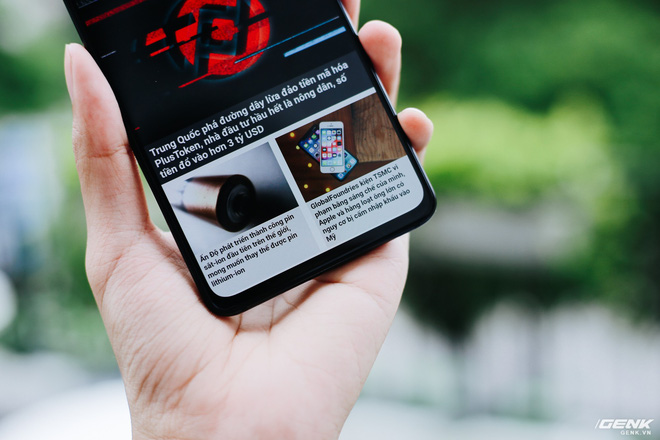 Trung Quốc phá đường dây lừa đảo tiền mã hóa
PlusToken, nhà đầu tư hầu hết là nông dân, số
tiền đổ vào hơn 3 tỷ USD
Ấn Độ phát triển thành công pin
sắt-ion đầu tiên trên thế giới,
mong muốn thay thế được pin
lithium-ion
GlobalFoundries kiện TSMC vi
phạm bằng sáng chế của mình,
Apple và hàng loạt ông lớn có
nguy cơ bị cấm nhập khẩu vào
Mỹ
GENK
GENK.VN